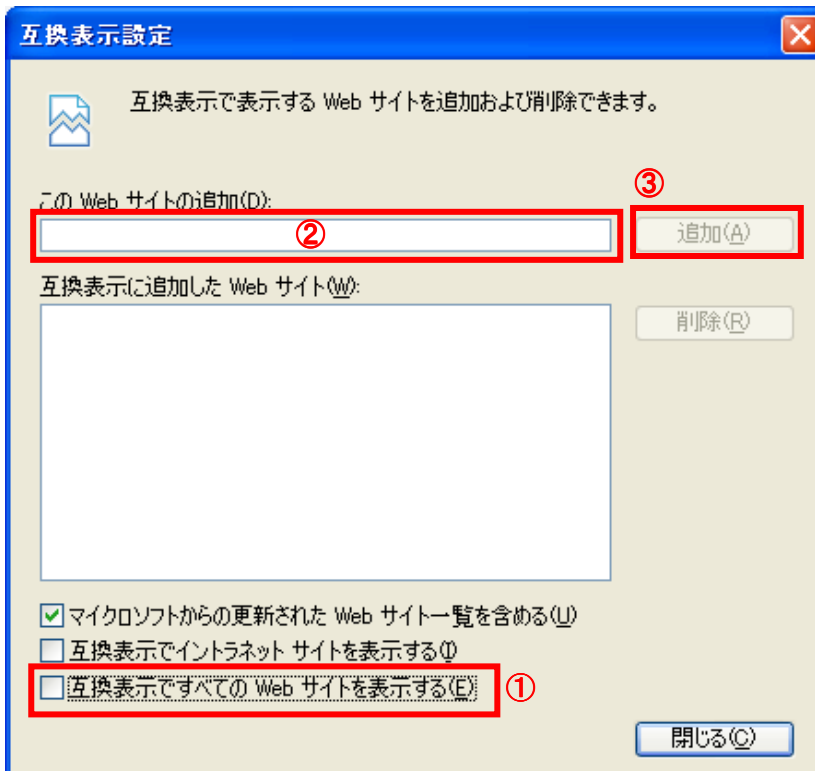 互換表示設定
互換表示で表示する Web サイトを追加および削除できます。
③
この Web サイトの追加(D):
②
追加(A)
互換表示に追加した Web サイト(W):
削除(R)
マイクロソフトからの更新された Web サイト一覧を含める(U)
互換表示でイントラネット サイトを表示する(I)
互換表示ですべての Web サイトを表示する(E) ①
閉じる(C)